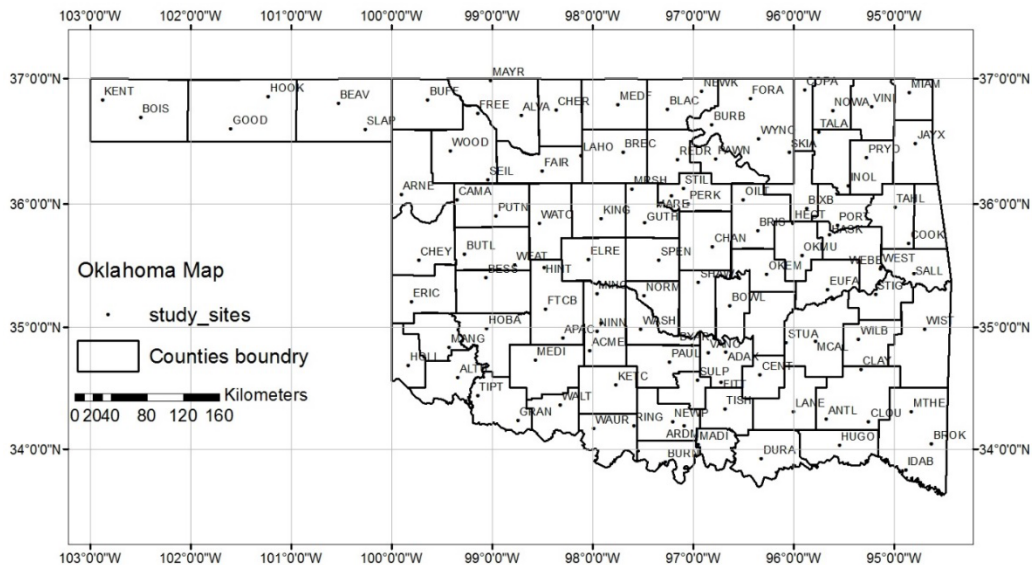 103°0'0"W 102°0'0"W 101°0'0"W 100°0'0"W 99°0'0"W 98°0'0"W 97°0'0"W 96°0'0"W 95°0'0"W
37°0'0"N 37°0'0"N
MAYR
KENT BOIS HOOK GOOD BEAV SLAP BUFF FREE ALVA CHER MEDF BLAC NEWK BURB FORA COPA NOWA VINI MIAM
WOOD SEIL FAIR LAHO BREC REDR PAWN WYNO SKIA TALA PRYO JAYX INOL
36°0'0"N 36°0'0"N
ARNE CAMA PUTN WATO KING MRSH GUTH MARE STIL PERK OILT BRIS BIXB HECT PORT HASK TAHL COOK
CHEY BUTL BESS WEAT HINT ELRE SPEN CHAN SHAW OKEM OKMU WEBB WEST SALL
Oklahoma Map
study_sites
Counties boundry
Kilometers
0 20 40 80 120 160
ERIC HOBA FTCB MINC NORM BOWL EUFA STIG
35°0'0"N 35°0'0"N
MANG HOLL ALT TIPT MEDI APAC ACME NINN WASH BYAR PAUL VANO ADAX CENT STUA MCAL WILB WIST CLAY
GRAN WALT KETC SULP FITT TISH LANE ANTL CLOU MTHE
34°0'0"N 34°0'0"N
WAUR RING NEWP ARDM BURN MADI DURA HUGO IDAB BROK
103°0'0"W 102°0'0"W 101°0'0"W 100°0'0"W 99°0'0"W 98°0'0"W 97°0'0"W 96°0'0"W 95°0'0"W